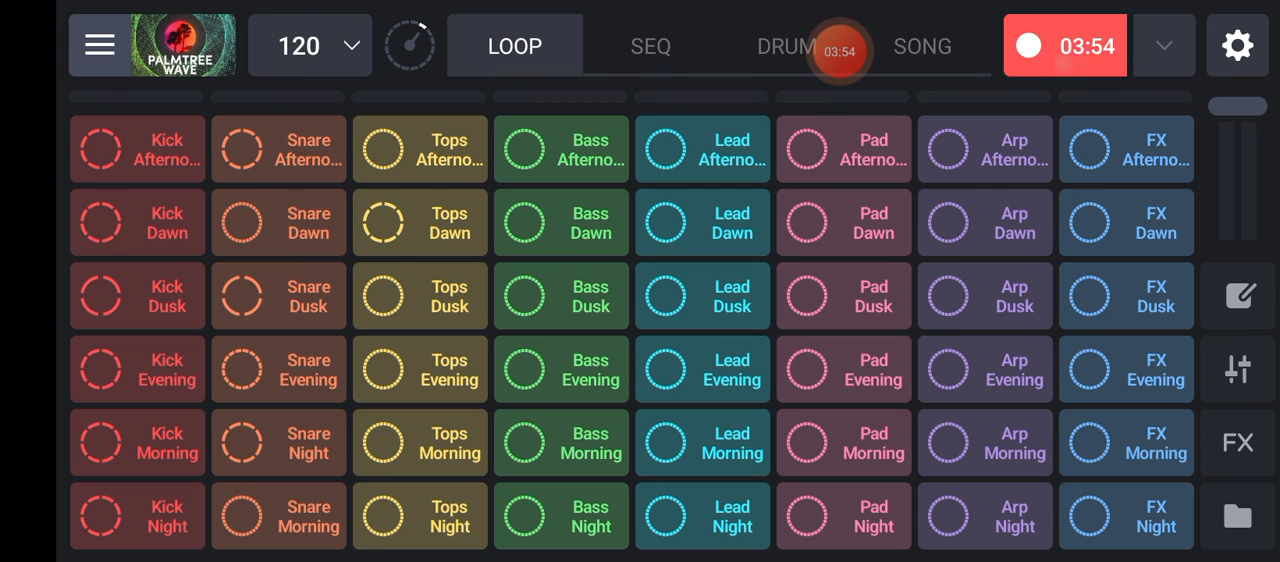 PALMTREE
WAVE
120
LOOP
SEQ
DRUM
03:54
SONG
03:54
Kick
Afterno...
Snare
Afterno...
Tops
Afterno...
Bass
Afterno...
Lead
Afterno...
Pad
Afterno...
Arp
Afterno...
FX
Afterno...
Kick
Dawn
Snare
Dawn
Tops
Dawn
Bass
Dawn
Lead
Dawn
Pad
Dawn
Arp
Dawn
FX
Dawn
Kick
Dusk
Snare
Dusk
Tops
Dusk
Bass
Dusk
Lead
Dusk
Pad
Dusk
Arp
Dusk
FX
Dusk
Kick
Evening
Snare
Evening
Tops
Evening
Bass
Evening
Lead
Evening
Pad
Evening
Arp
Evening
FX
Evening
Kick
Morning
Snare
Night
Tops
Morning
Bass
Morning
Lead
Morning
Pad
Morning
Arp
Morning
FX
Morning
FX
Kick
Night
Snare
Morning
Tops
Night
Bass
Night
Lead
Night
Pad
Night
Arp
Night
FX
Night